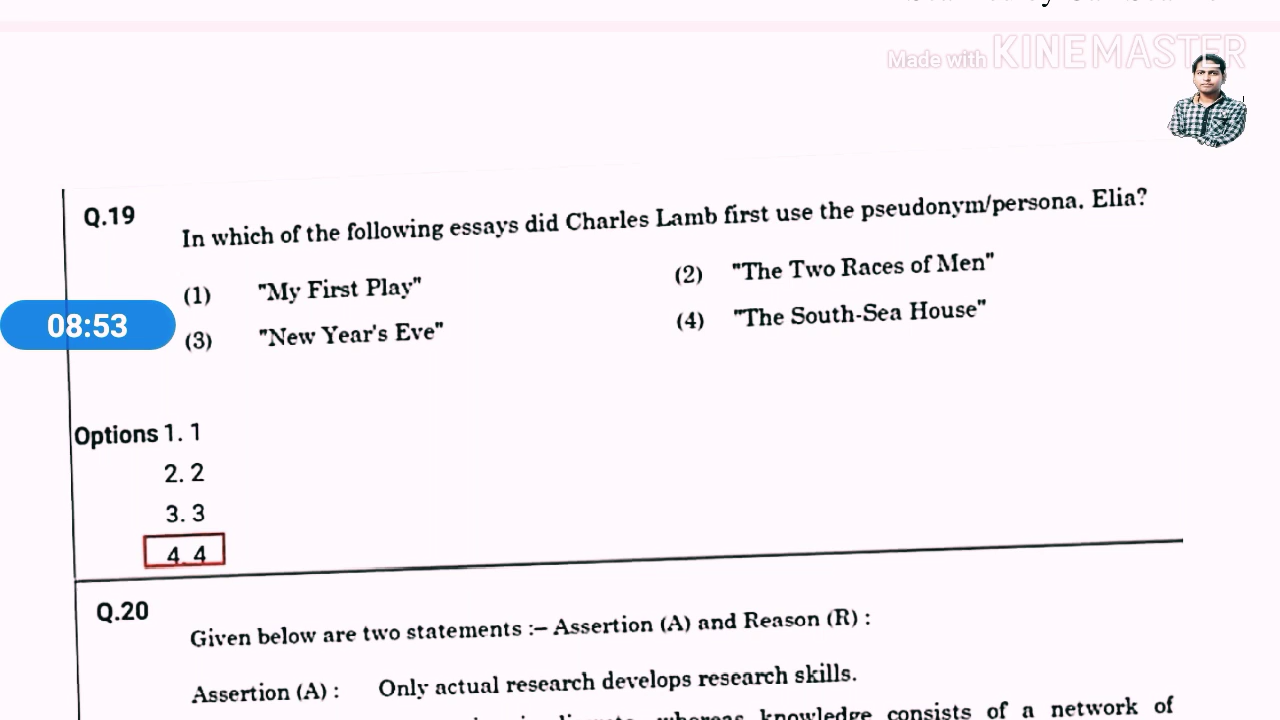 Made with KINEMASTER
Q.19
In which of the following essays did Charles Lamb first use the pseudonym/persona. Elia?
(1) "My First Play"
(2) "The Two Races of Men"
08:53
(3) "New Year's Eve"
(4) "The South-Sea House"
Options 1. 1
2. 2
3. 3
4. 4
Q.20
Given below are two statements :– Assertion (A) and Reason (R) :
Assertion (A) : Only actual research develops research skills.
whereas knowledge consists of a network of